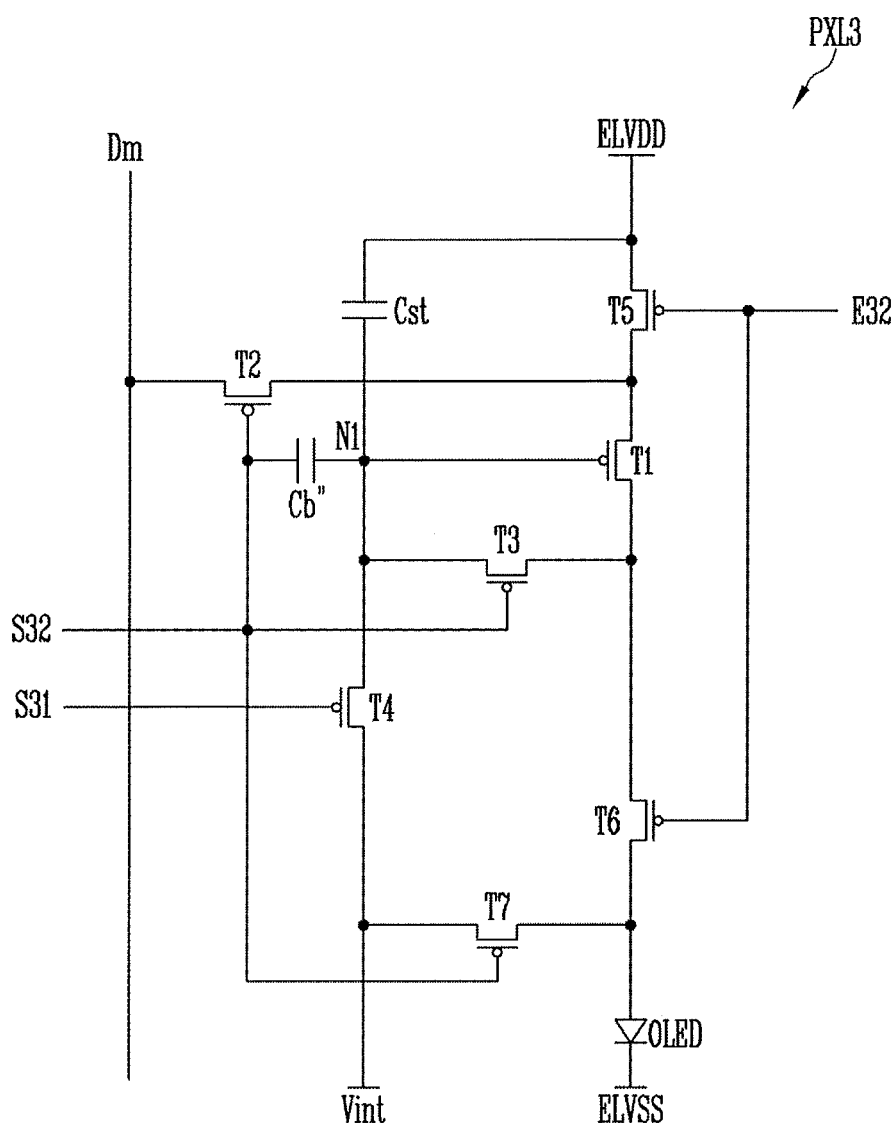 PXL3
Dm
ELVDD
Cst
T5
E32
T2
N1
T1
Cb"
T3
S32
S31
T4
T6
T7
OLED
Vint
ELVSS